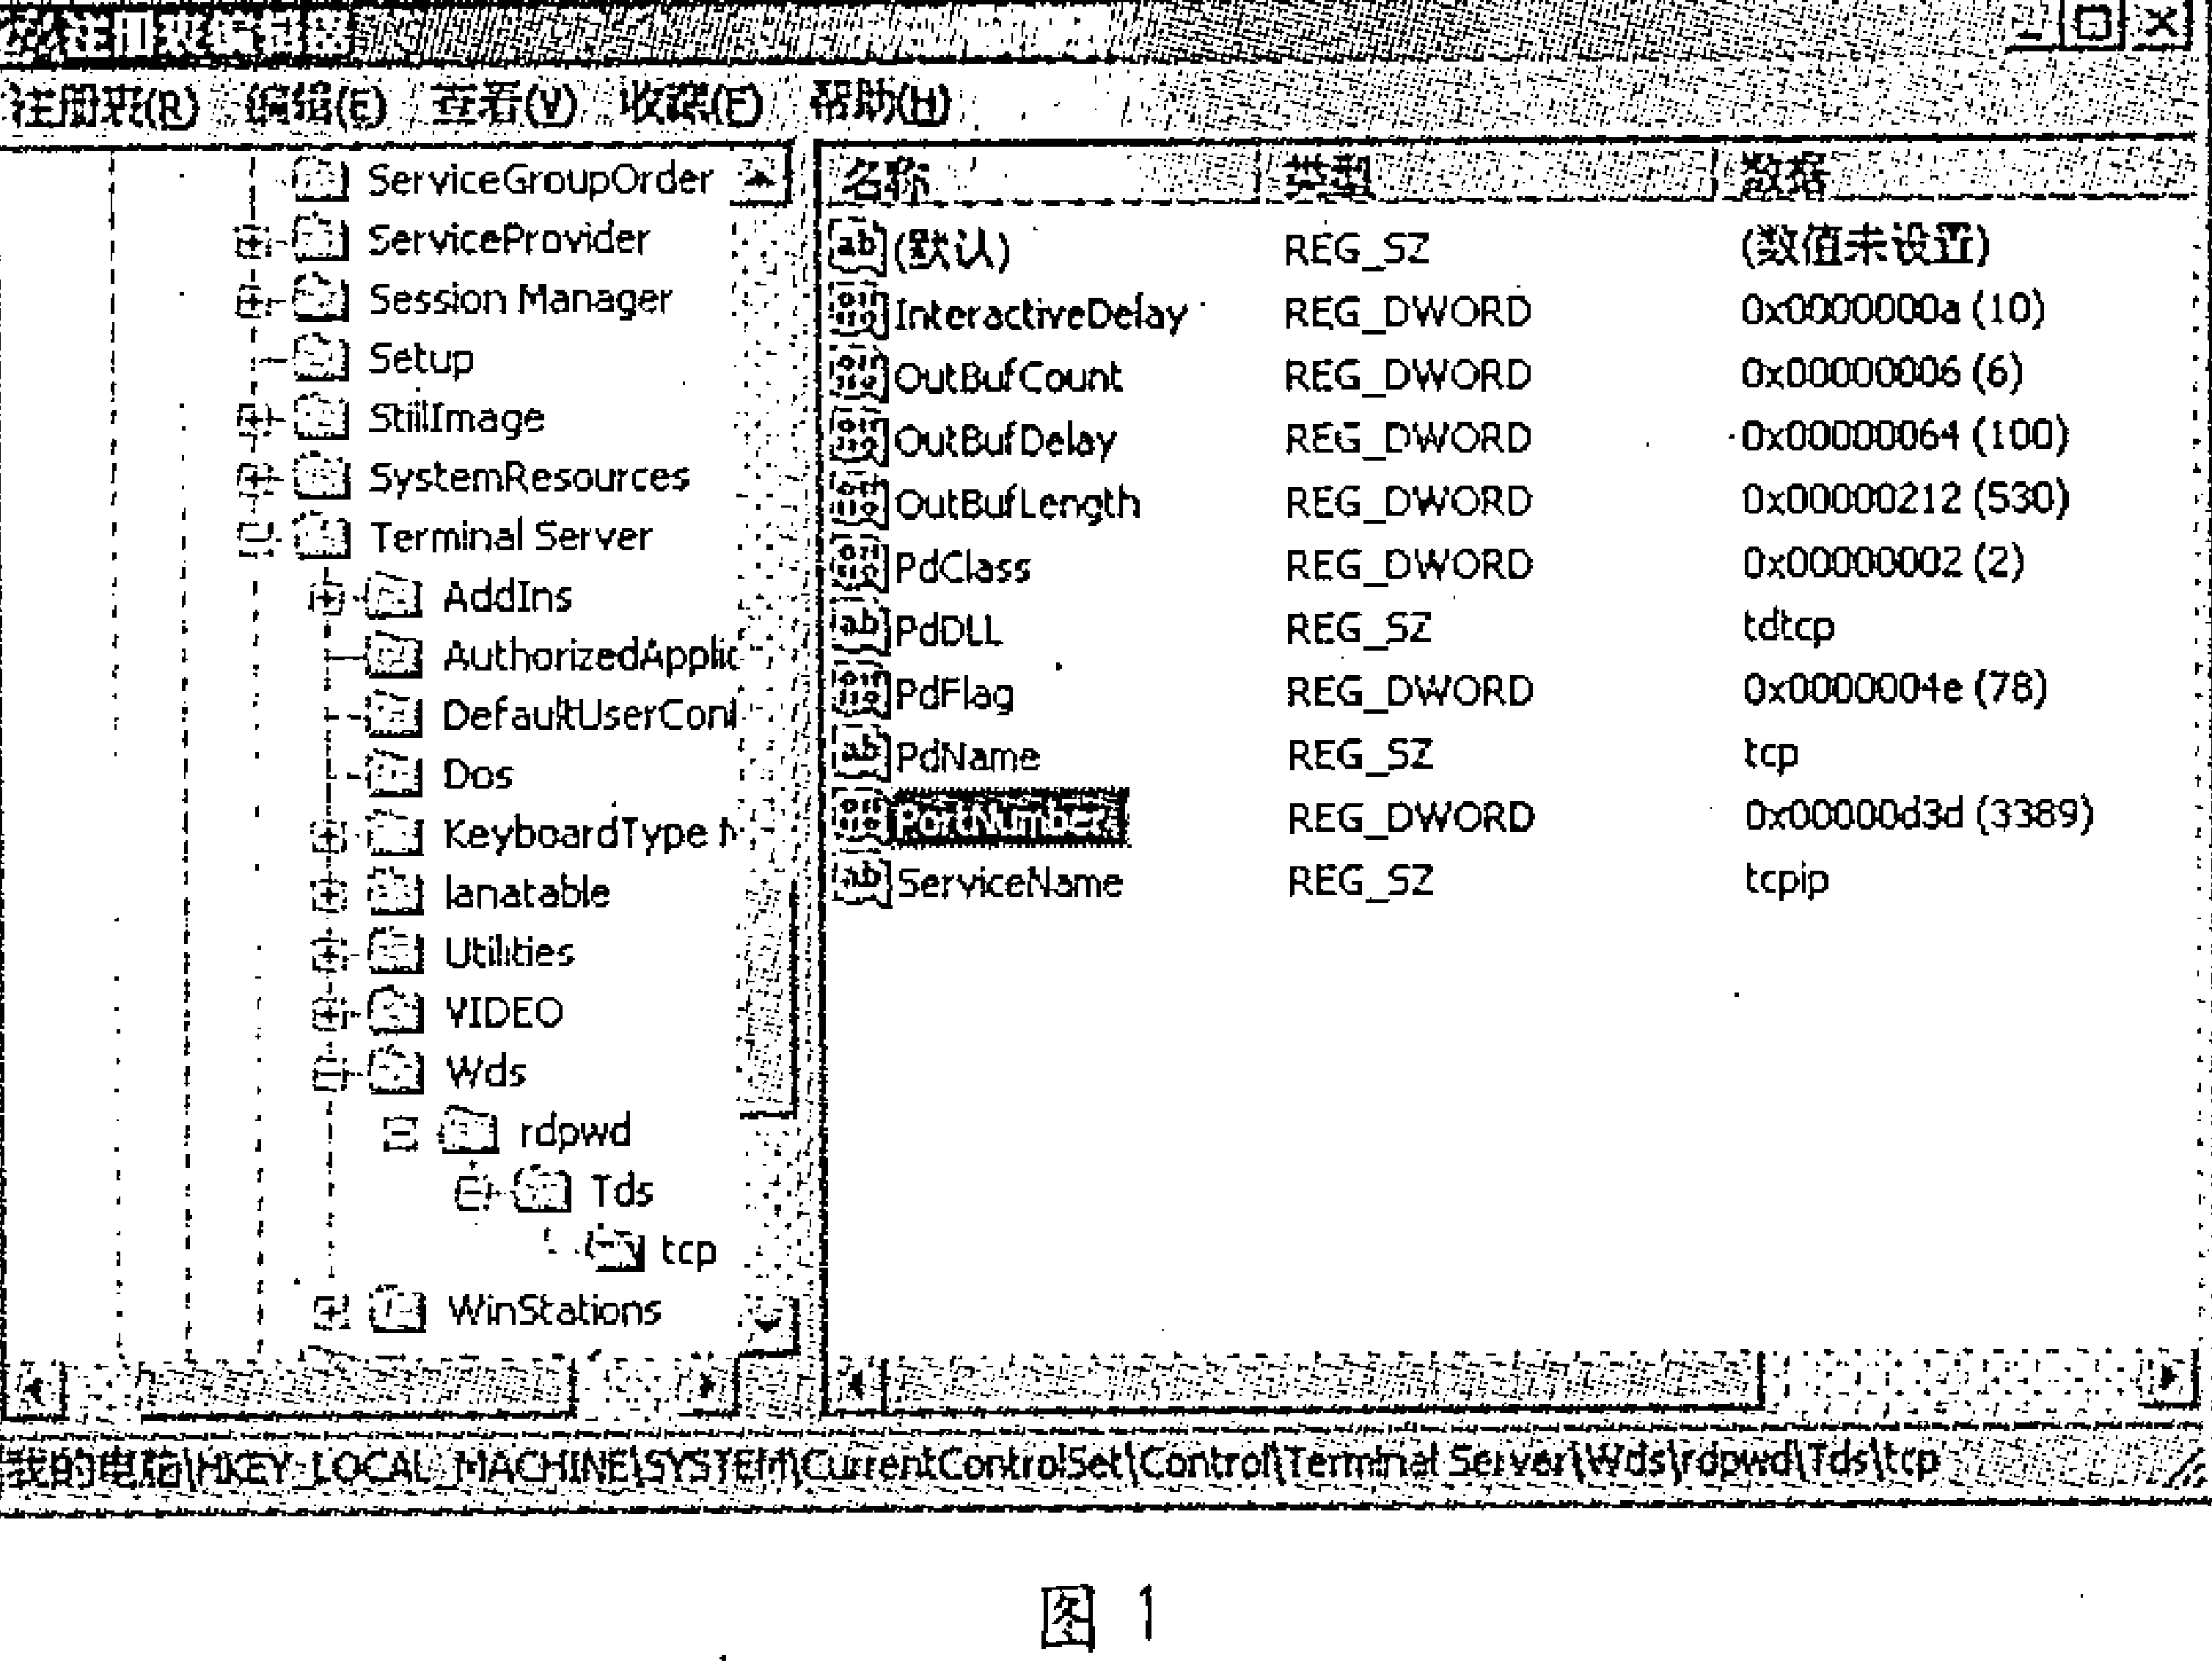 注册表编辑器
注册表(R) 编辑(E) 查看(V) 收藏(F) 帮助(H)
ServiceGroupOrder
ServiceProvider
Session Manager
Setup
StillImage
SystemResources
Terminal Server
AddIns
AuthorizedApplic
DefaultUserConf
Dos
KeyboardType M
lanatable
Utilities
VIDEO
Wds
rdpwd
Tds
tcp
WinStations
名称 类型 数据
(默认) REG_SZ (数值未设置)
InteractiveDelay REG_DWORD 0x0000000a (10)
OutBufCount REG_DWORD 0x00000006 (6)
OutBufDelay REG_DWORD 0x00000064 (100)
OutBufLength REG_DWORD 0x00000212 (530)
PdClass REG_DWORD 0x00000002 (2)
PdDLL REG_SZ tdtcp
PdFlag REG_DWORD 0x0000004e (78)
PdName REG_SZ tcp
PortNumber REG_DWORD 0x00000d3d (3389)
ServiceName REG_SZ tcpip
我的电脑\HKEY_LOCAL_MACHINE\SYSTEM\CurrentControlSet\Control\Terminal Server\Wds\rdpwd\Tds\tcp
图 1